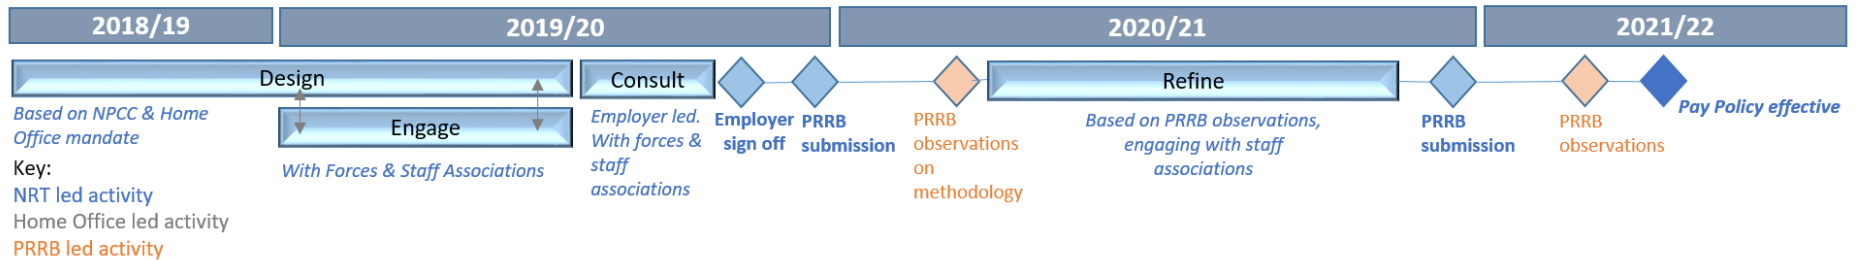 2018/19
2019/20
2020/21
2021/22
Design
Consult
Refine
Engage
Based on NPCC & Home
Office mandate
With Forces & Staff Associations
Employer led.
With forces &
staff
associations
Employer
sign off
PRRB
submission
PRRB
observations
on
methodology
Based on PRRB observations,
engaging with staff
associations
PRRB
submission
PRRB
observations
Pay Policy effective
Key:
NRT led activity
Home Office led activity
PRRB led activity